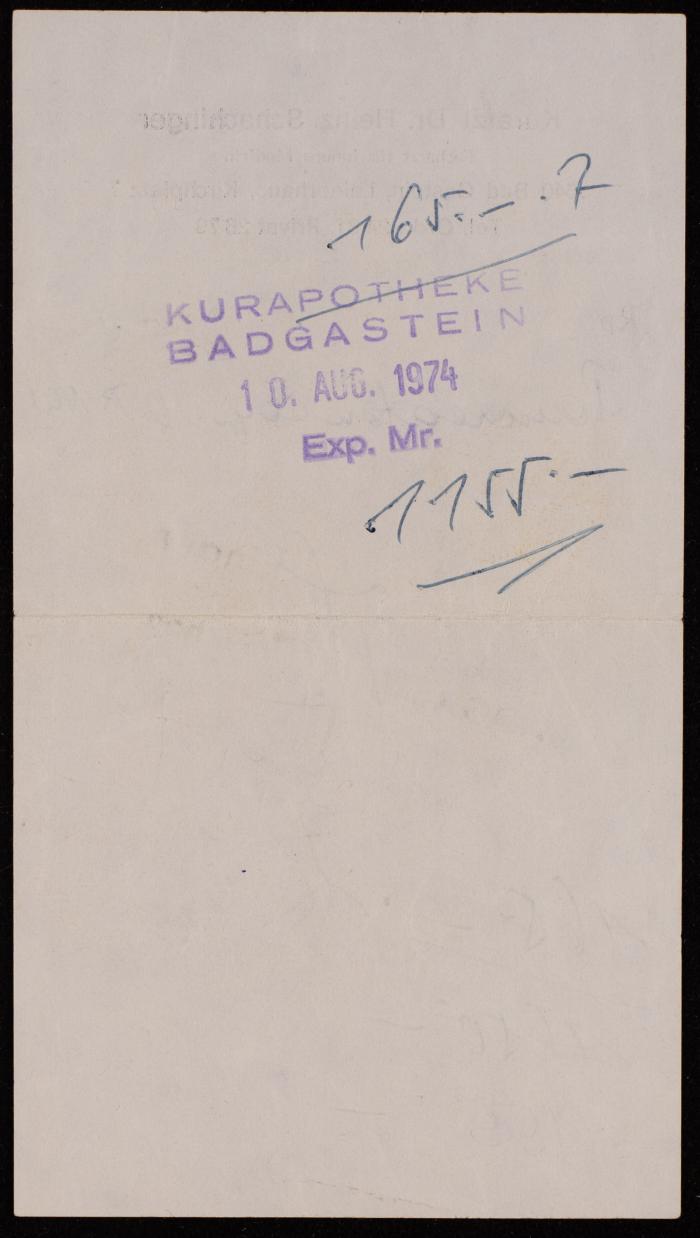 165.– . 7
KURAPOTHEKE
BADGASTEIN
10. AUG. 1974
Exp. Mr.
1155.–